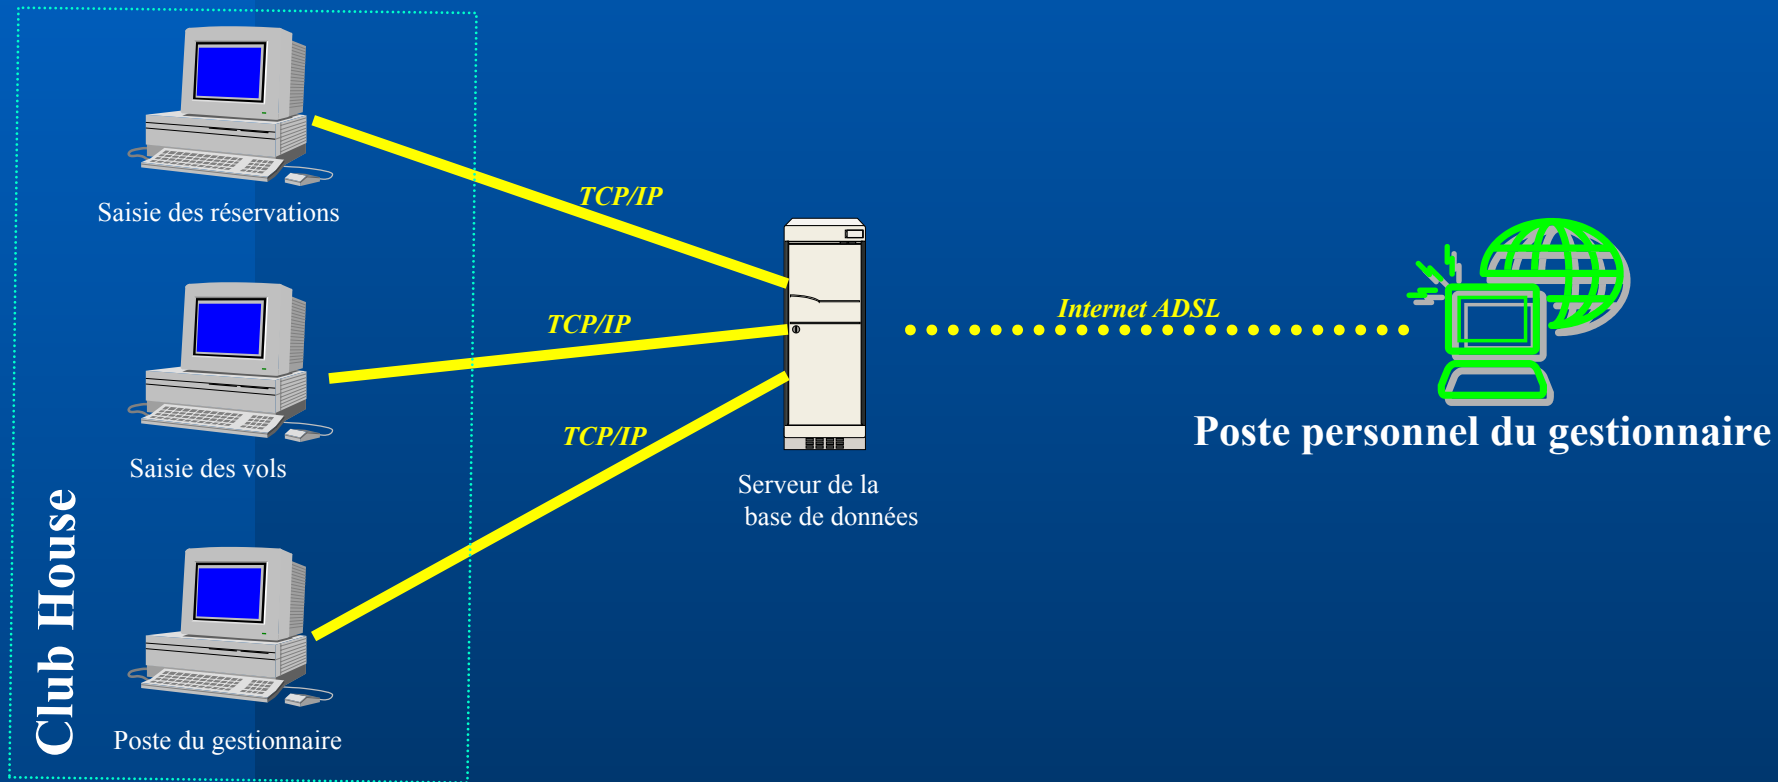 Saisie des réservations
TCP/IP
Internet ADSL
TCP/IP
Poste personnel du gestionnaire
TCP/IP
Saisie des vols
Serveur de la
base de données
Club House
Poste du gestionnaire